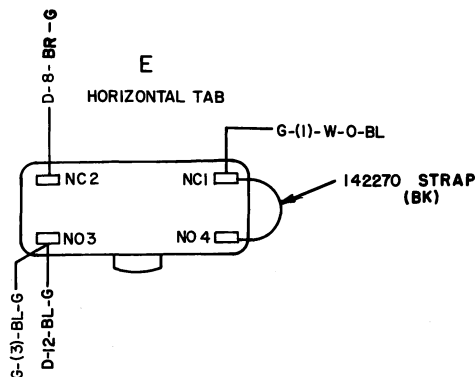 D-8-BR-G
E
HORIZONTAL TAB
G-(1)-W-O-BL
NC2
NC1
142270 STRAP
(BK)
NO3
NO4
G-(3)-BL-G
D-12-BL-G